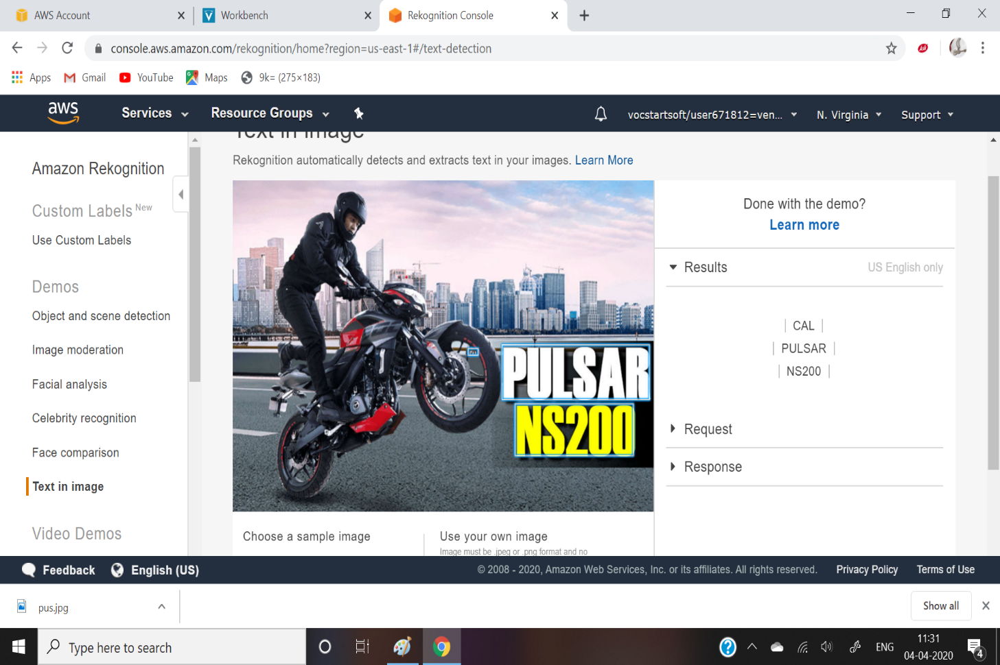 AWS Account
Workbench
Rekognition Console
console.aws.amazon.com/rekognition/home?region=us-east-1#/text-detection
Apps
Gmail
YouTube
Maps
9k= (275×183)
aws
Services
Resource Groups
vocstartsoft/user671812=ven...
N. Virginia
Support
Text in image
Rekognition automatically detects and extracts text in your images. Learn More
Amazon Rekognition
Custom Labels New
Use Custom Labels
Demos
Object and scene detection
Image moderation
Facial analysis
Celebrity recognition
Face comparison
Text in image
Video Demos
PULSAR
NS200
Choose a sample image
Use your own image
Image must be .jpeg or .png format and no
Done with the demo?
Learn more
Results
US English only
| CAL |
| PULSAR |
| NS200 |
Request
Response
Feedback
English (US)
© 2008 - 2020, Amazon Web Services, Inc. or its affiliates. All rights reserved.
Privacy Policy
Terms of Use
pus.jpg
Show all
Type here to search
ENG
11:31
04-04-2020
4